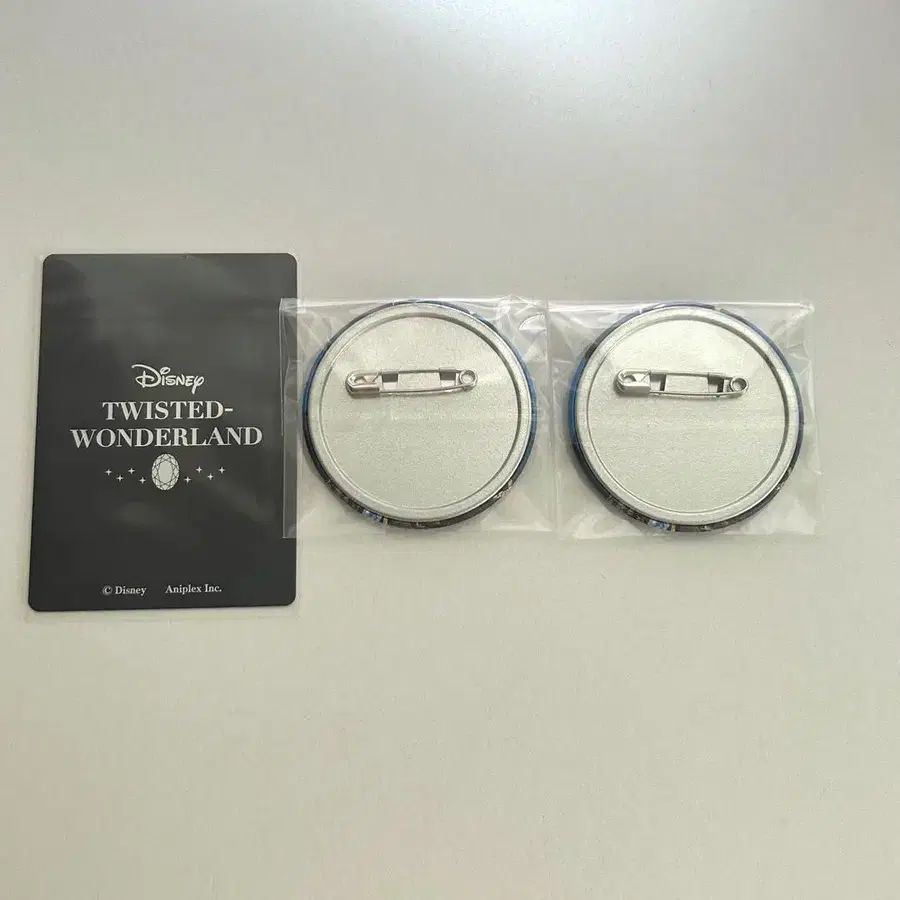 Disney
TWISTED-
WONDERLAND
© Disney Aniplex Inc.